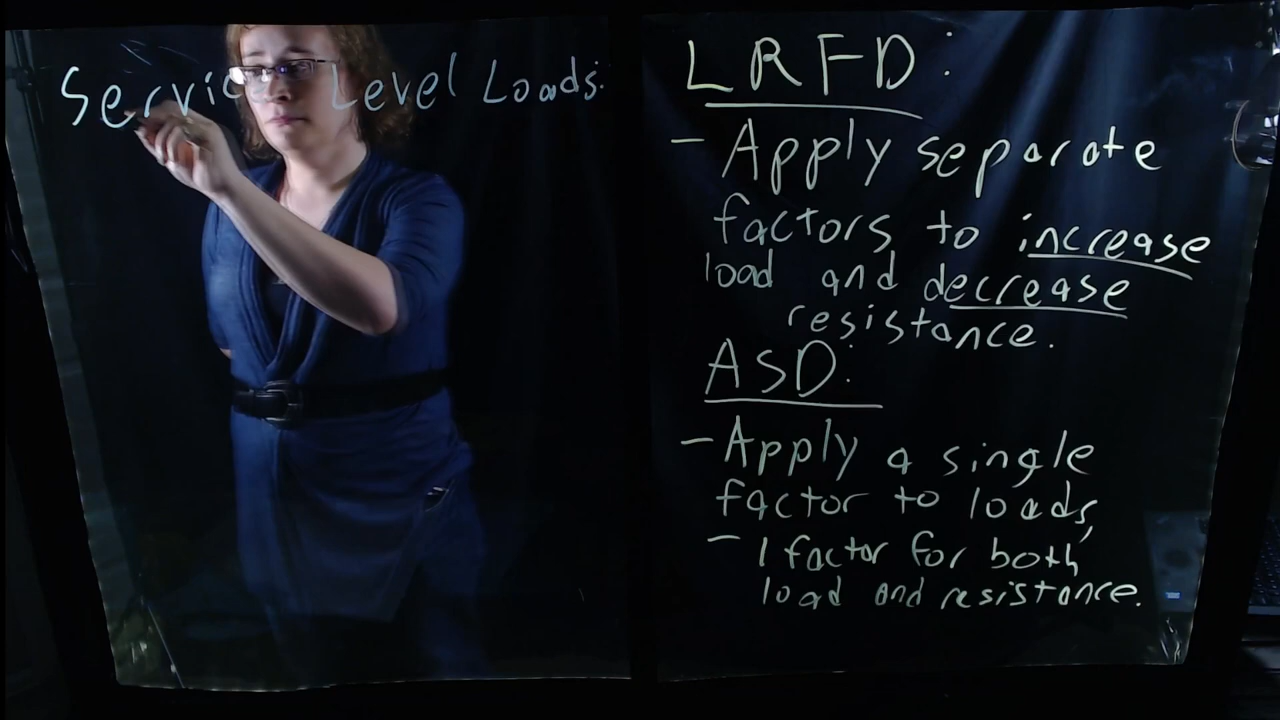 Service Level Loads:
LRFD:
- Apply separate
factors to increase
load and decrease
resistance.
ASD:
- Apply a single
factor to loads,
- 1 factor for both
load and resistance.